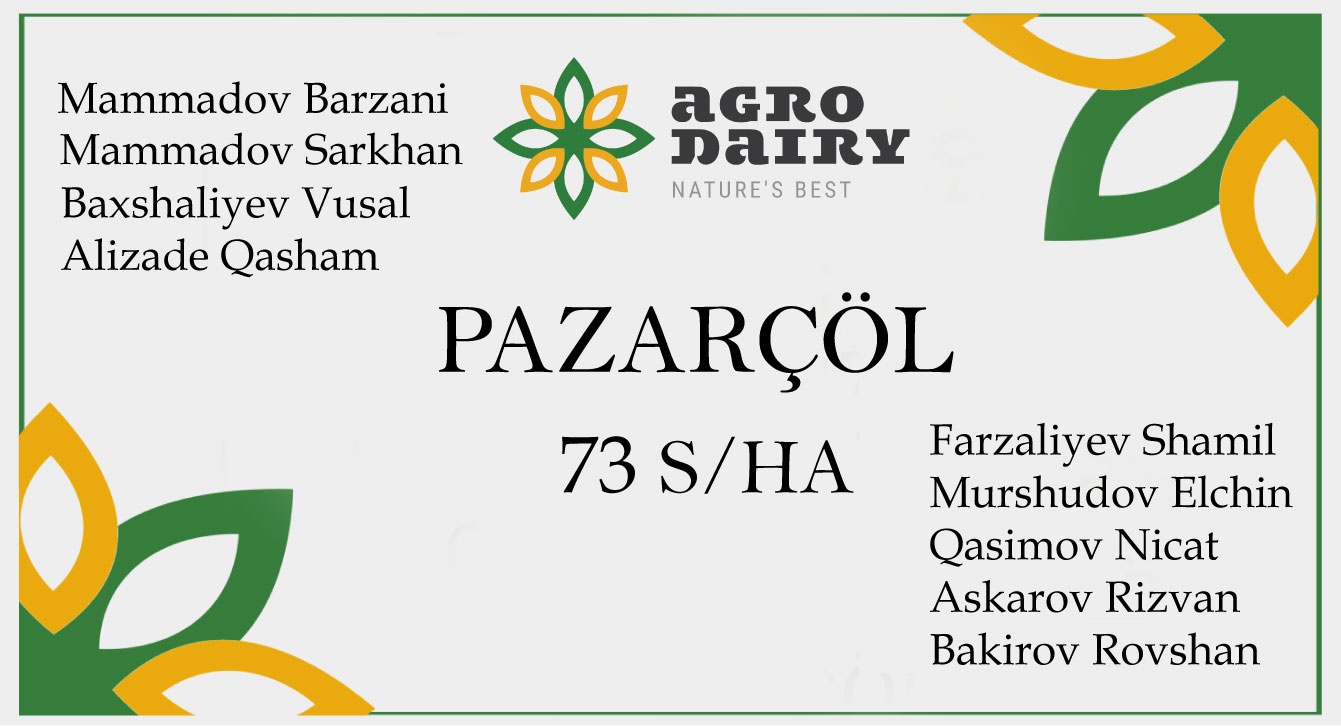 Mammadov Barzani
Mammadov Sarkhan
Baxshaliyev Vusal
Alizade Qasham
AGRO
DAIRY
NATURE'S BEST
PAZARÇÖL
73 S/HA
Farzaliyev Shamil
Murshudov Elchin
Qasimov Nicat
Askarov Rizvan
Bakirov Rovshan